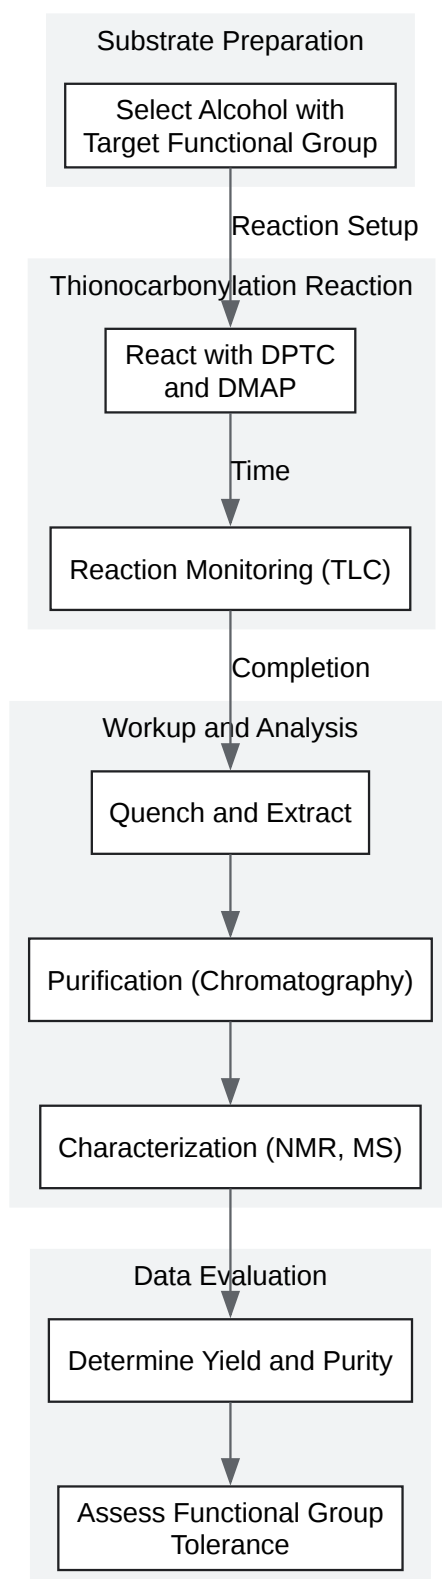 Substrate Preparation
Select Alcohol with
Target Functional Group
Reaction Setup
Thionocarbonylation Reaction
React with DPTC
and DMAP
Time
Reaction Monitoring (TLC)
Completion
Workup and Analysis
Quench and Extract
Purification (Chromatography)
Characterization (NMR, MS)
Data Evaluation
Determine Yield and Purity
Assess Functional Group
Tolerance